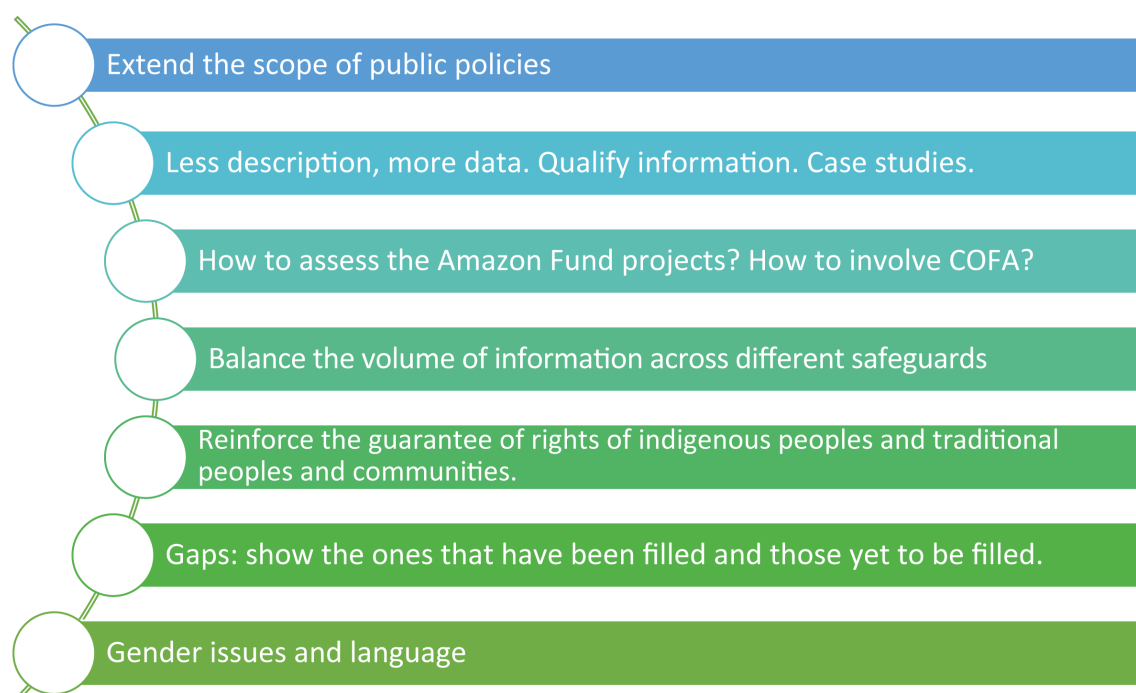 Extend the scope of public policies
Less description, more data. Qualify information. Case studies.
How to assess the Amazon Fund projects? How to involve COFA?
Balance the volume of information across different safeguards
Reinforce the guarantee of rights of indigenous peoples and traditional
peoples and communities.
Gaps: show the ones that have been filled and those yet to be filled.
Gender issues and language